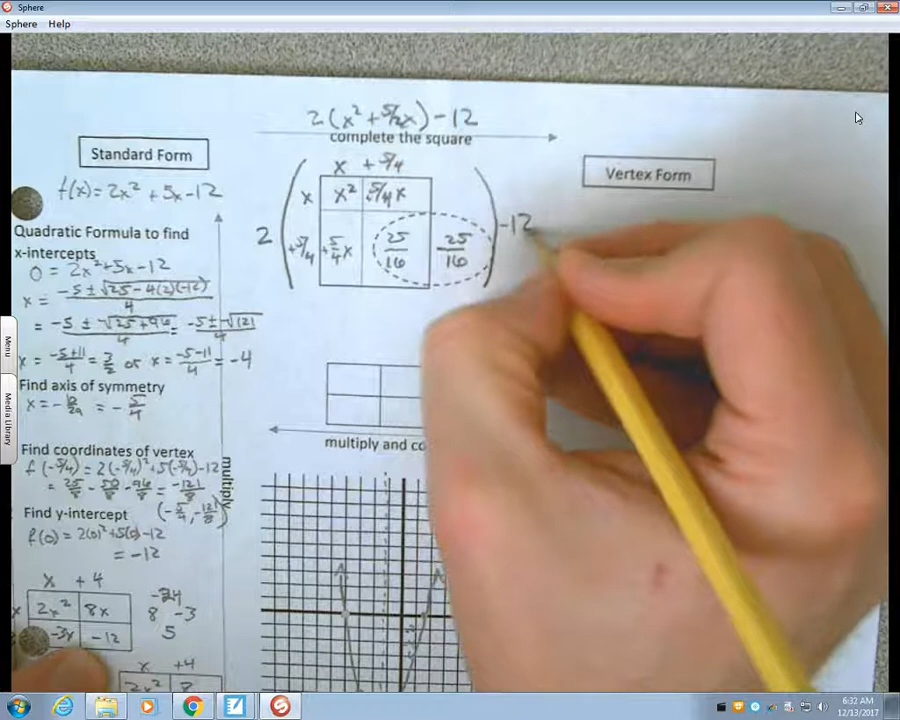 Sphere
Sphere Help
Menu
Media Library
2(x² + 5/2x) - 12
complete the square
Standard Form
f(x) = 2x² + 5x - 12
Vertex Form
x + 5/4
x x² 5/4x
2 +5/4 +5/4x 25/16 -25/16 -12
Quadratic Formula to find
x-intercepts
0 = 2x² + 5x - 12
x = -5 ± √25 - 4(2)(-12) / 4
= -5 ± √25 + 96 / 4 = -5 ± √121 / 4
x = -5+11 / 4 = 3/2 or x = -5-11 / 4 = -4
Find axis of symmetry
x = -b/2a = -5/4
multiply and co
Find coordinates of vertex
f(-5/4) = 2(-5/4)² + 5(-5/4) - 12
= 25/8 - 50/8 - 96/8 = -121/8
(-5/4, -121/8)
multiply
Find y-intercept
f(0) = 2(0)² + 5(0) - 12
= -12
x + 4
x 2x² 8x
-3x -12
-24
8 -3
5
x +4
2x² 8
6:32 AM
12/13/2017